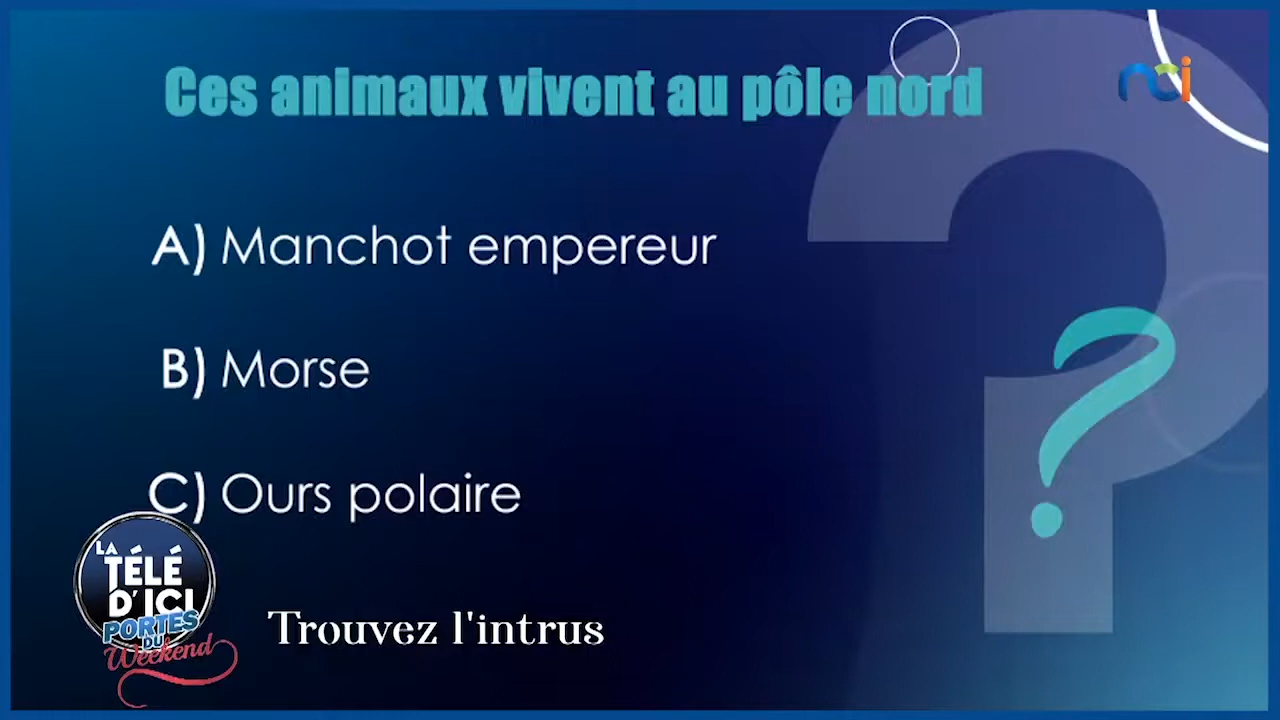 Ces animaux vivent au pôle nord
nci
A) Manchot empereur
B) Morse
C) Ours polaire
LA
TÉLÉ
D'ICI
PORTES
DU
Weekend
Trouvez l'intrus
?